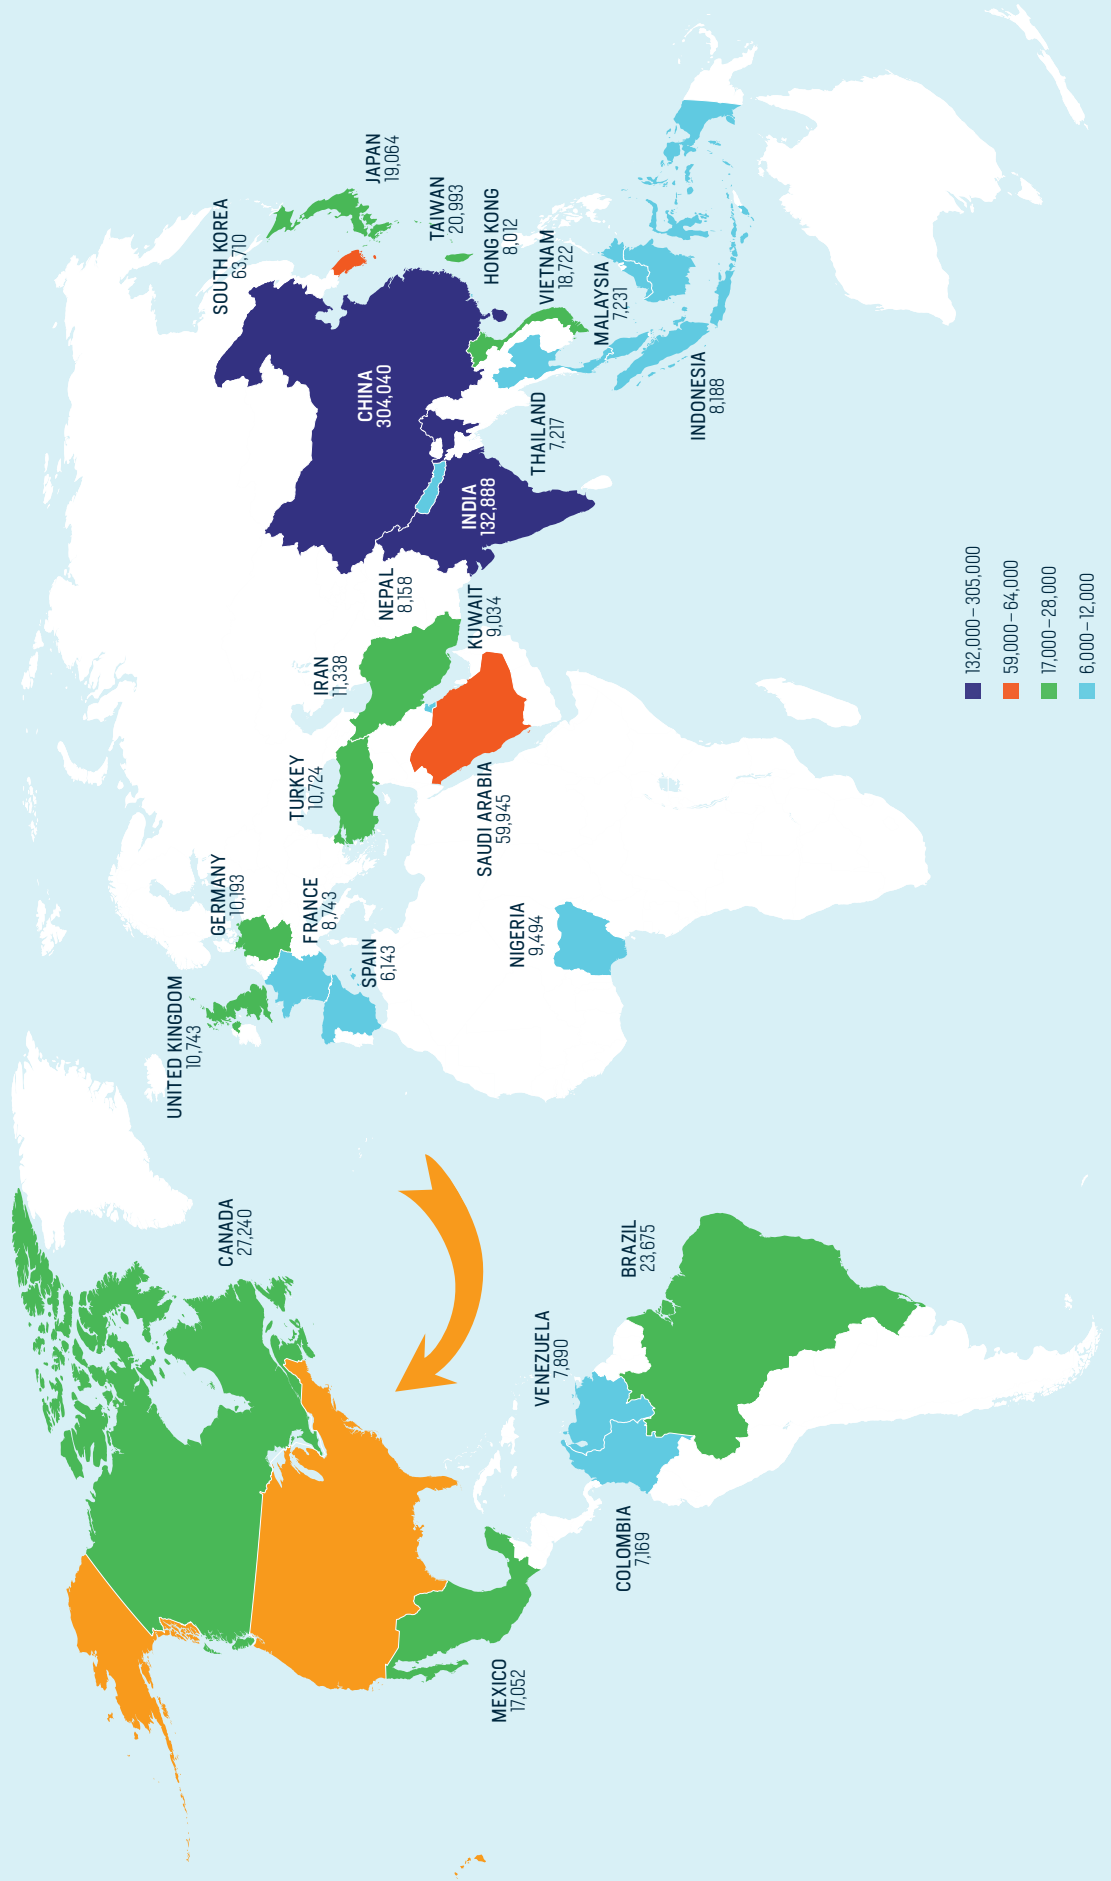 CANADA
27,240
MEXICO
17,052
UNITED KINGDOM
10,743
GERMANY
10,193
FRANCE
8,743
SPAIN
6,143
TURKEY
10,724
IRAN
11,338
NEPAL
8,158
KUWAIT
9,034
SAUDI ARABIA
59,945
NIGERIA
9,494
VENEZUELA
7,890
COLOMBIA
7,169
BRAZIL
23,675
CHINA
304,040
INDIA
132,888
SOUTH KOREA
63,710
JAPAN
19,064
TAIWAN
20,993
HONG KONG
8,012
VIETNAM
18,722
MALAYSIA
7,231
THAILAND
7,217
INDONESIA
8,188
132,000–305,000
59,000–64,000
17,000–28,000
6,000–12,000